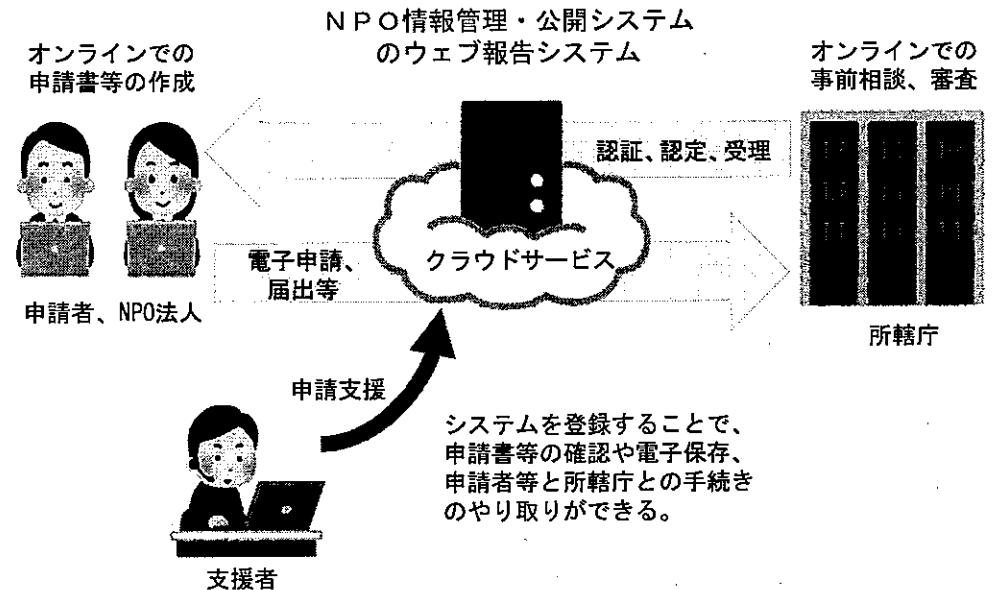 NPO情報管理・公開システム
のウェブ報告システム
オンラインでの
申請書等の作成
オンラインでの
事前相談、審査
認証、認定、受理
クラウドサービス
電子申請、
届出等
申請者、NPO法人
所轄庁
申請支援
システムを登録することで、
申請書等の確認や電子保存、
申請者等と所轄庁との手続き
のやり取りができる。
支援者